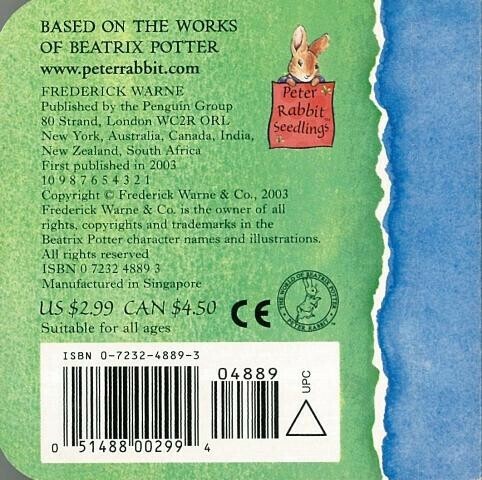 BASED ON THE WORKS
OF BEATRIX POTTER
www.peterrabbit.com
FREDERICK WARNE
Published by the Penguin Group
80 Strand, London WC2R ORL
New York, Australia, Canada, India,
New Zealand, South Africa
First published in 2003
10 9 8 7 6 5 4 3 2 1
Copyright © Frederick Warne & Co., 2003
Frederick Warne & Co. is the owner of all
rights, copyrights and trademarks in the
Beatrix Potter character names and illustrations.
All rights reserved
ISBN 0 7232 4889 3
Manufactured in Singapore
US $2.99 CAN $4.50
Suitable for all ages
Peter
Rabbit™
Seedlings
CE
THE WORLD OF BEATRIX POTTER
PETER RABBIT
ISBN 0-7232-4889-3
04889
0 51488 00299 4
UPC